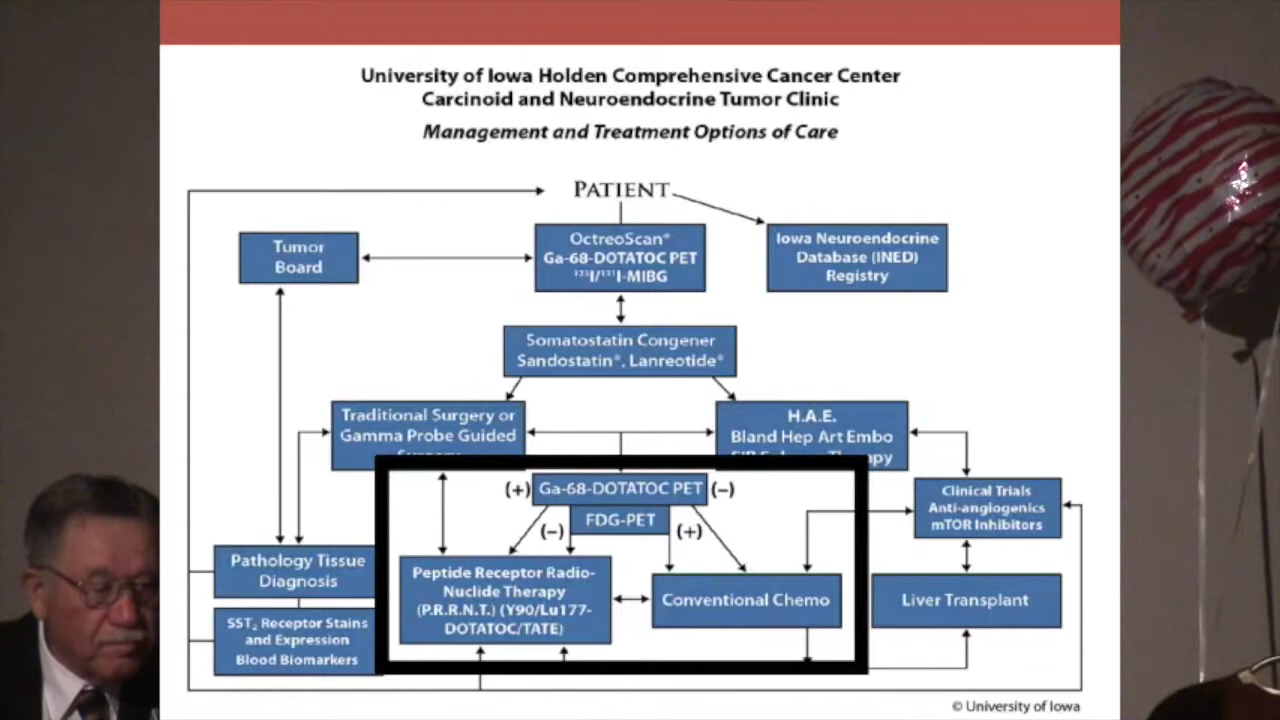 University of Iowa Holden Comprehensive Cancer Center
Carcinoid and Neuroendocrine Tumor Clinic
Management and Treatment Options of Care
PATIENT
Tumor
Board
OctreoScan®
Ga-68-DOTATOC PET
¹²³I/¹³¹I-MIBG
Iowa Neuroendocrine
Database (INED)
Registry
Somatostatin Congener
Sandostatin®, Lanreotide®
Traditional Surgery or
Gamma Probe Guided
Surgery
H.A.E.
Bland Hep Art Embo
(+) Ga-68-DOTATOC PET (–)
(–) FDG-PET (+)
Clinical Trials
Anti-angiogenics
mTOR Inhibitors
Pathology Tissue
Diagnosis
Peptide Receptor Radio-
Nuclide Therapy
(P.R.R.N.T.) (Y90/Lu177-
DOTATOC/TATE)
Conventional Chemo
Liver Transplant
SST₂ Receptor Stains
and Expression
Blood Biomarkers
© University of Iowa